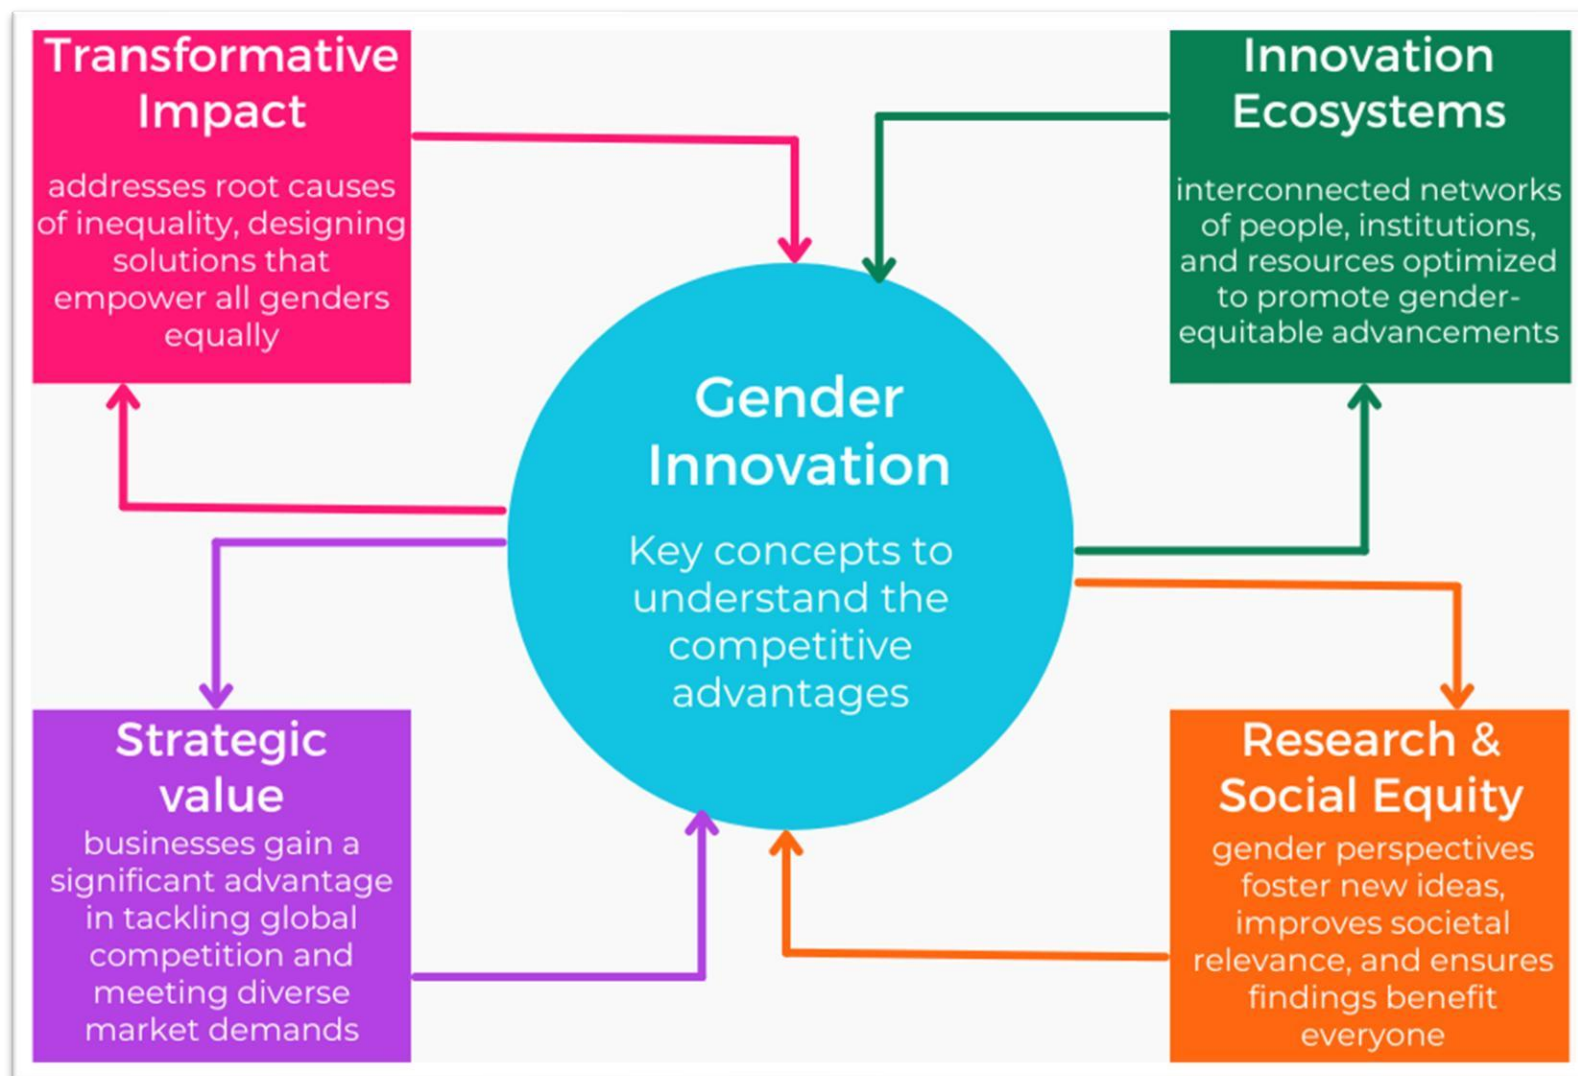 Transformative
Impact
addresses root causes
of inequality, designing
solutions that
empower all genders
equally
Innovation
Ecosystems
interconnected networks
of people, institutions,
and resources optimized
to promote gender-
equitable advancements
Gender
Innovation
Key concepts to
understand the
competitive
advantages
Strategic
value
businesses gain a
significant advantage
in tackling global
competition and
meeting diverse
market demands
Research &
Social Equity
gender perspectives
foster new ideas,
improves societal
relevance, and ensures
findings benefit
everyone